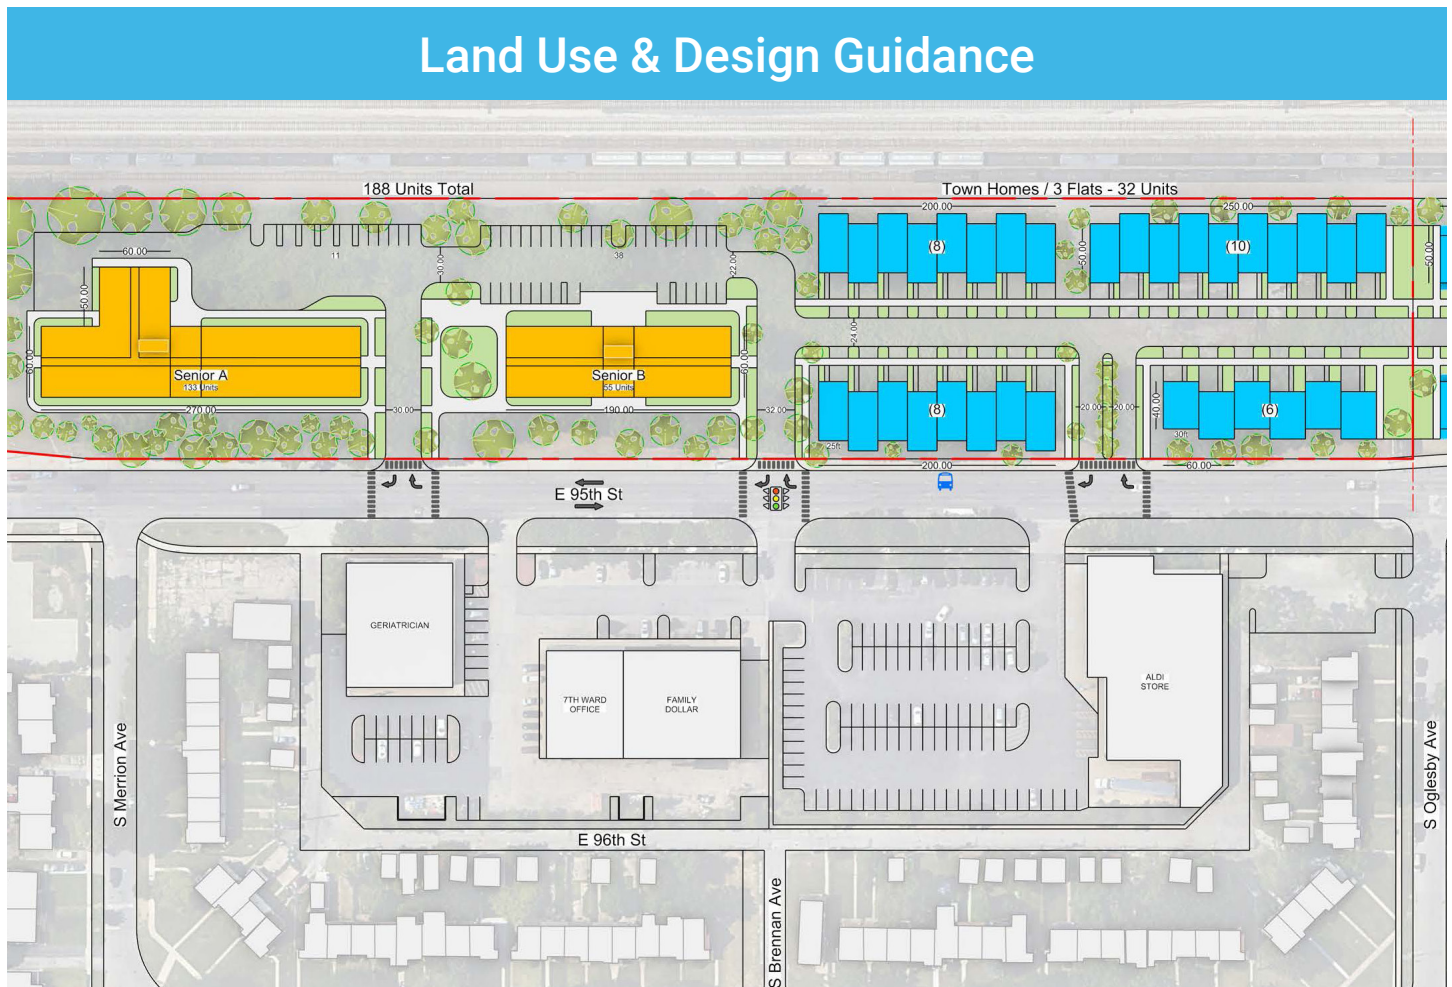 Land Use & Design Guidance
188 Units Total
Town Homes / 3 Flats - 32 Units
200.00
250.00
60.00
11
38
(8)
(10)
50.00
30.00
22.00
50.00
50.00
24.00
60.00
Senior A
133 Units
Senior B
55 Units
60.00
(8)
(6)
40.00
270.00
30.00
190.00
32.00
20.00
20.00
25ft
30ft
200.00
60.00
E 95th St
GERIATRICIAN
7TH WARD
OFFICE
FAMILY
DOLLAR
ALDI
STORE
S Merrion Ave
S Oglesby Ave
E 96th St
S Brennan Ave